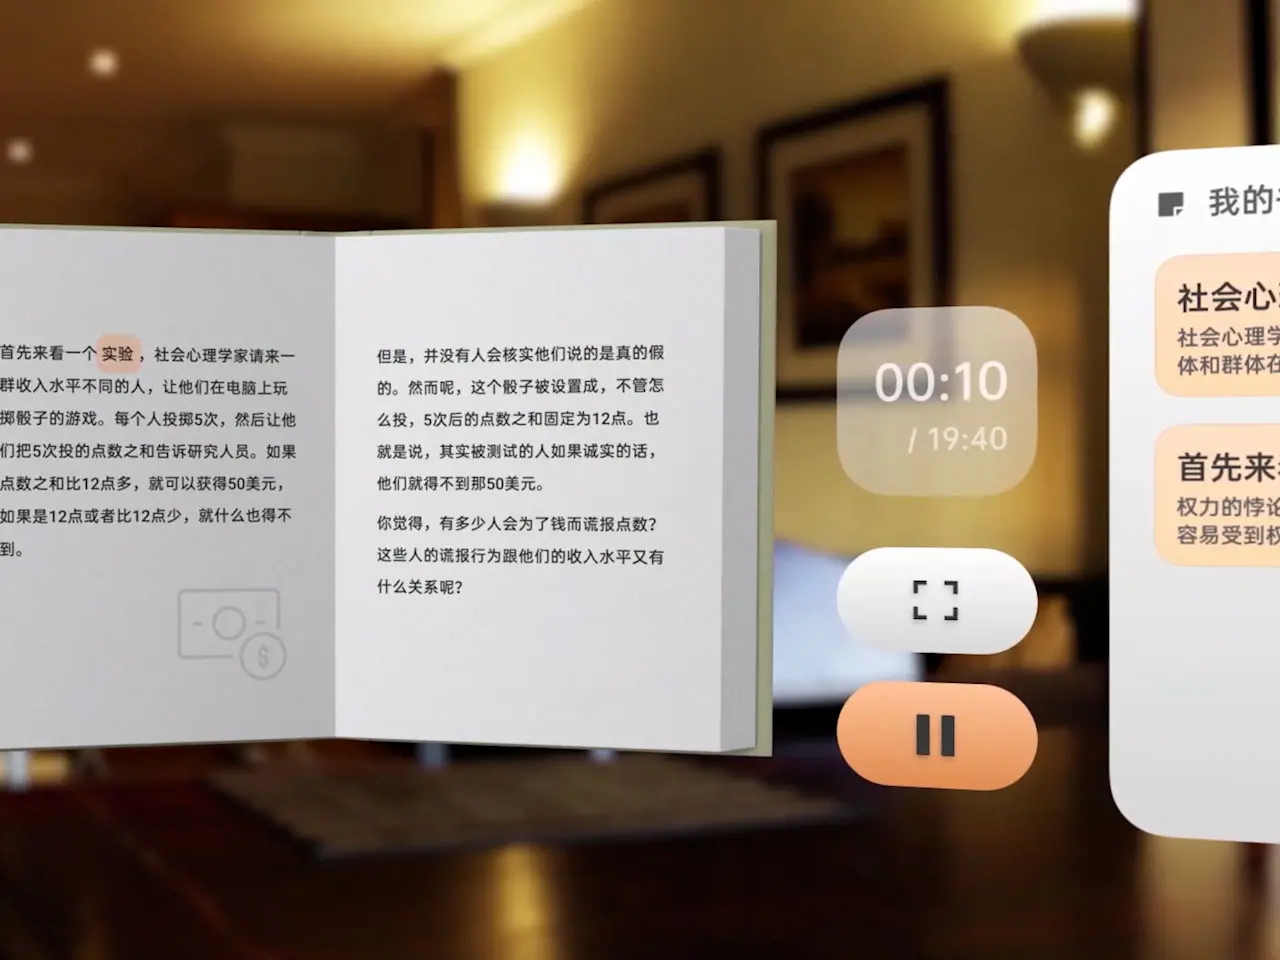 首先来看一个实验，社会心理学家请来一
群收入水平不同的人，让他们在电脑上玩
掷骰子的游戏。每个人投掷5次，然后让他
们把5次投的点数之和告诉研究人员。如果
点数之和比12点多，就可以获得50美元，
如果是12点或者比12点少，就什么也得不
到。
但是，并没有人会核实他们说的是真的假
的。然而呢，这个骰子被设置成，不管怎
么投，5次后的点数之和固定为12点。也
就是说，其实被测试的人如果诚实的话，
他们就得不到那50美元。
你觉得，有多少人会为了钱而谎报点数？
这些人的谎报行为跟他们的收入水平又有
什么关系呢？
00:10
/ 19:40
我的
社会心
社会心理学
体和群体在
首先来
权力的悖论
容易受到权